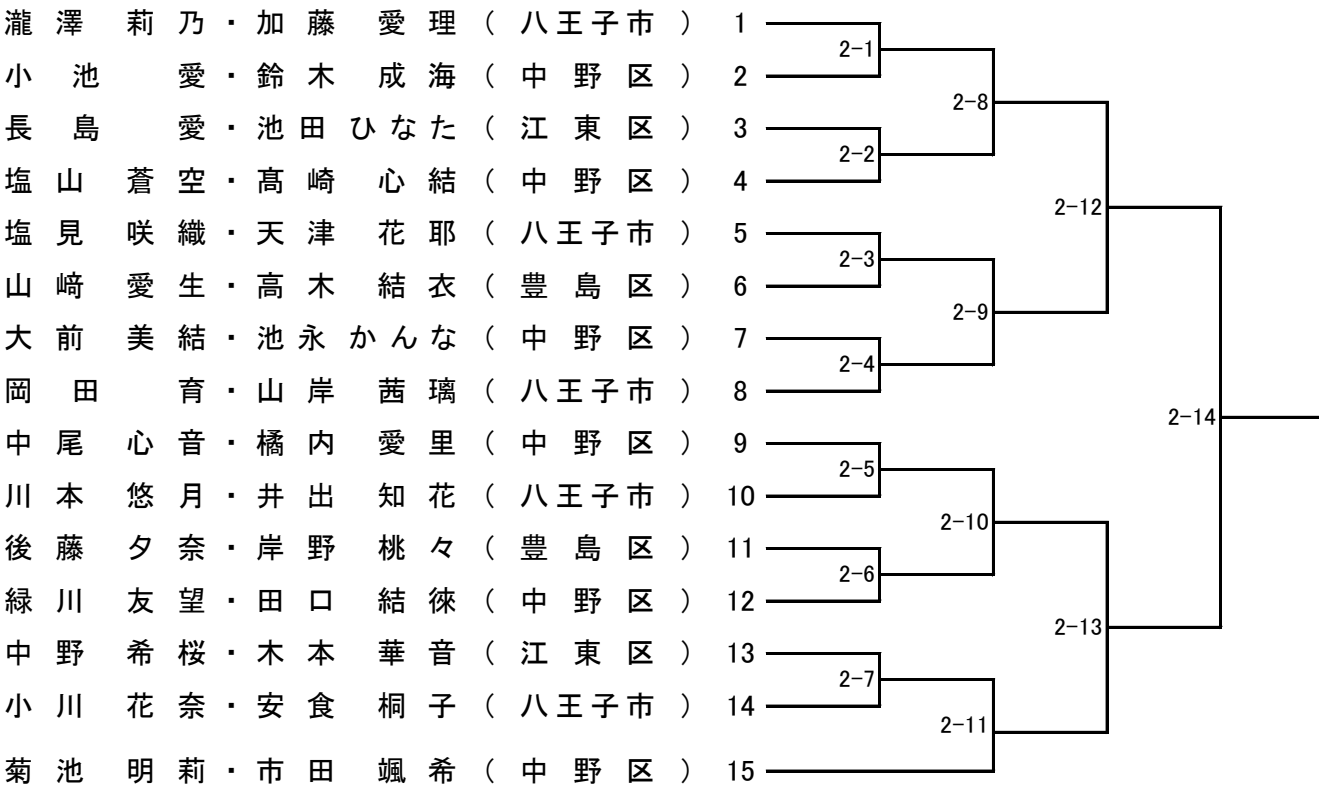 瀧澤 莉乃・加藤 愛理(八王子市) 1
2-1
小池 愛・鈴木 成海(中野区) 2
2-8
長島 愛・池田ひなた(江東区) 3
2-2
塩山 蒼空・髙崎 心結(中野区) 4
2-12
塩見 咲織・天津 花耶(八王子市) 5
2-3
山﨑 愛生・高木 結衣(豊島区) 6
2-9
大前 美結・池永かんな(中野区) 7
2-4
岡田 育・山岸 茜璃(八王子市) 8
2-14
中尾 心音・橘内 愛里(中野区) 9
2-5
川本 悠月・井出 知花(八王子市) 10
2-10
後藤 夕奈・岸野 桃々(豊島区) 11
2-6
緑川 友望・田口 結徠(中野区) 12
2-13
中野 希桜・木本 華音(江東区) 13
2-7
小川 花奈・安食 桐子(八王子市) 14
2-11
菊池 明莉・市田 颯希(中野区) 15